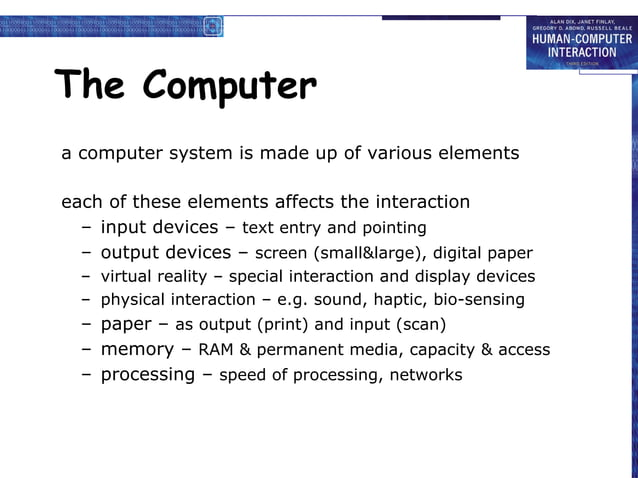 ALAN DIX, JANET FINLAY,
GREGORY D. ABOWD, RUSSELL BEALE
HUMAN-COMPUTER
INTERACTION
THIRD EDITION
The Computer
a computer system is made up of various elements
each of these elements affects the interaction
– input devices – text entry and pointing
– output devices – screen (small&large), digital paper
– virtual reality – special interaction and display devices
– physical interaction – e.g. sound, haptic, bio-sensing
– paper – as output (print) and input (scan)
– memory – RAM & permanent media, capacity & access
– processing – speed of processing, networks